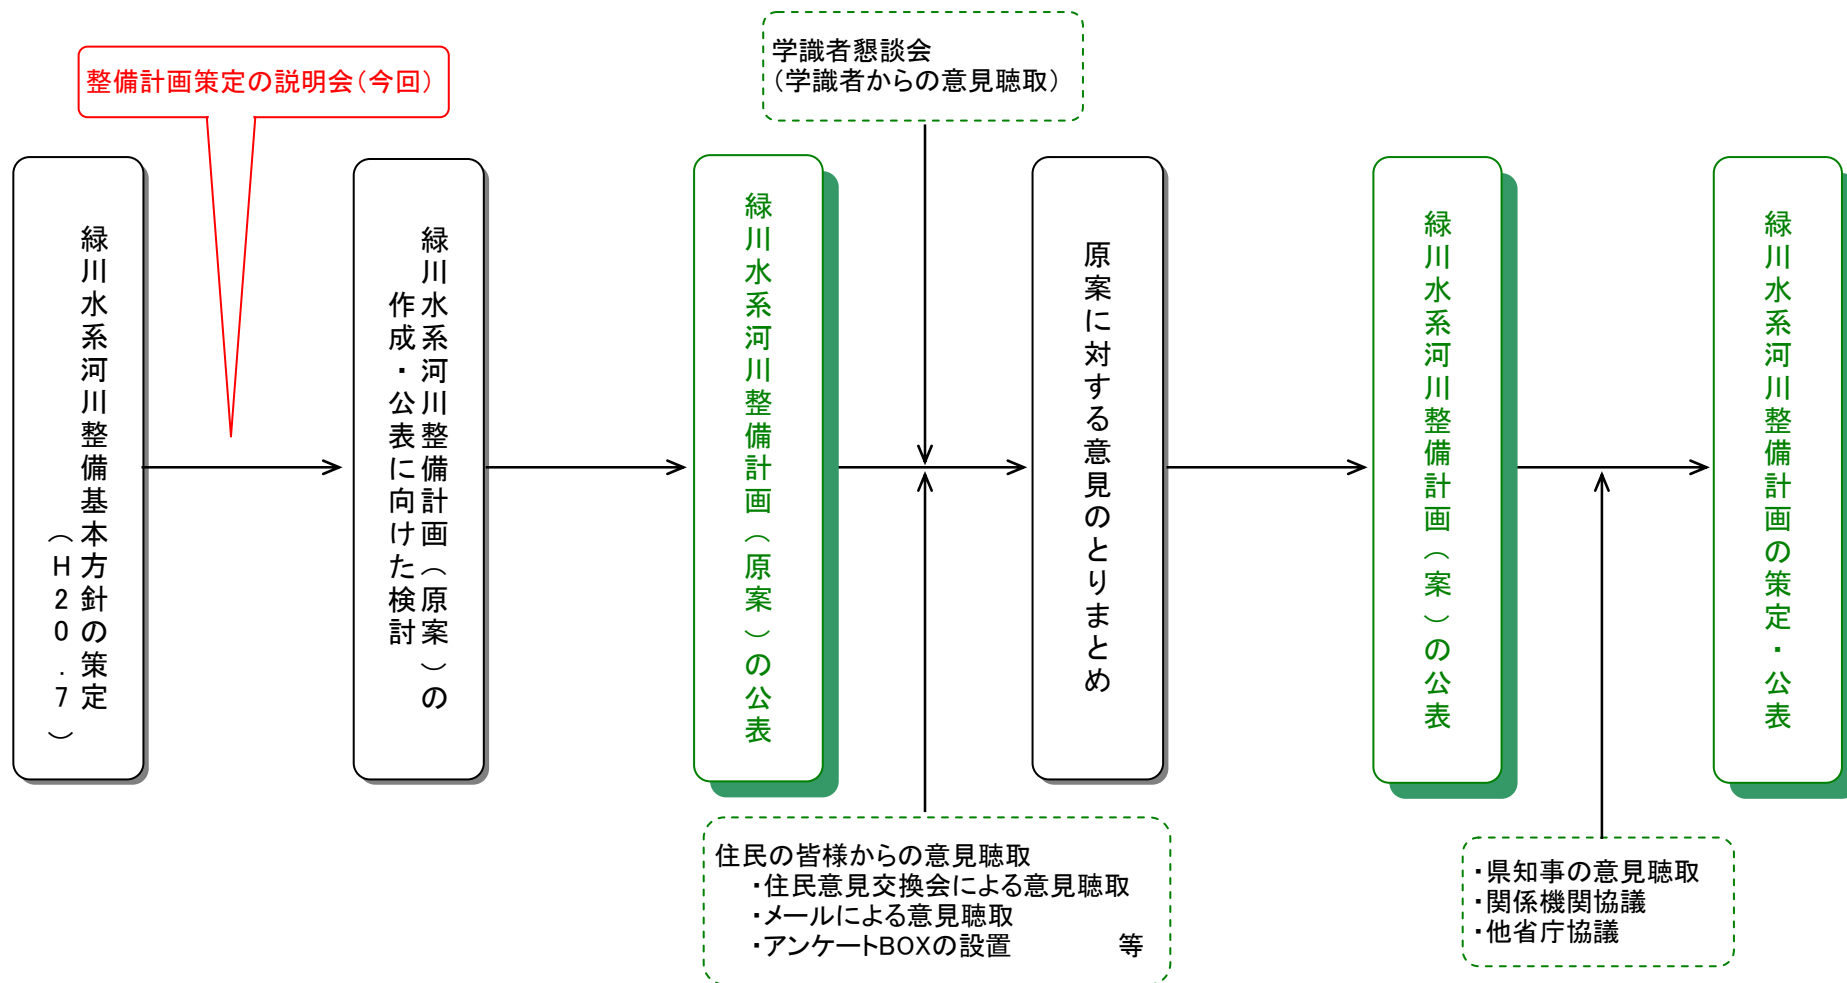 整備計画策定の説明会（今回）
学識者懇談会
（学識者からの意見聴取）
緑川水系河川整備基本方針の策定
（H20.7）
緑川水系河川整備計画（原案）の
作成・公表に向けた検討
緑川水系河川整備計画（原案）の公表
原案に対する意見のとりまとめ
緑川水系河川整備計画（案）の公表
緑川水系河川整備計画の策定・公表
住民の皆様からの意見聴取
・住民意見交換会による意見聴取
・メールによる意見聴取
・アンケートBOXの設置　　　　等
・県知事の意見聴取
・関係機関協議
・他省庁協議